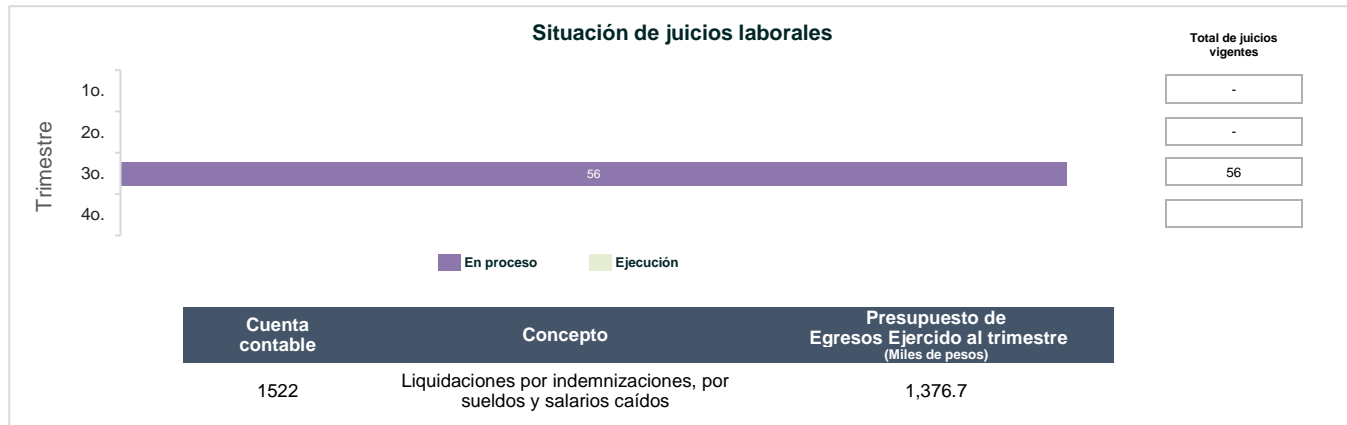 Situación de juicios laborales
Total de juicios
vigentes
Trimestre
1o.
-
2o.
-
3o.
56
56
4o.
En proceso
Ejecución
Cuenta
contable
Concepto
Presupuesto de
Egresos Ejercido al trimestre
(Miles de pesos)
1522
Liquidaciones por indemnizaciones, por
sueldos y salarios caídos
1,376.7